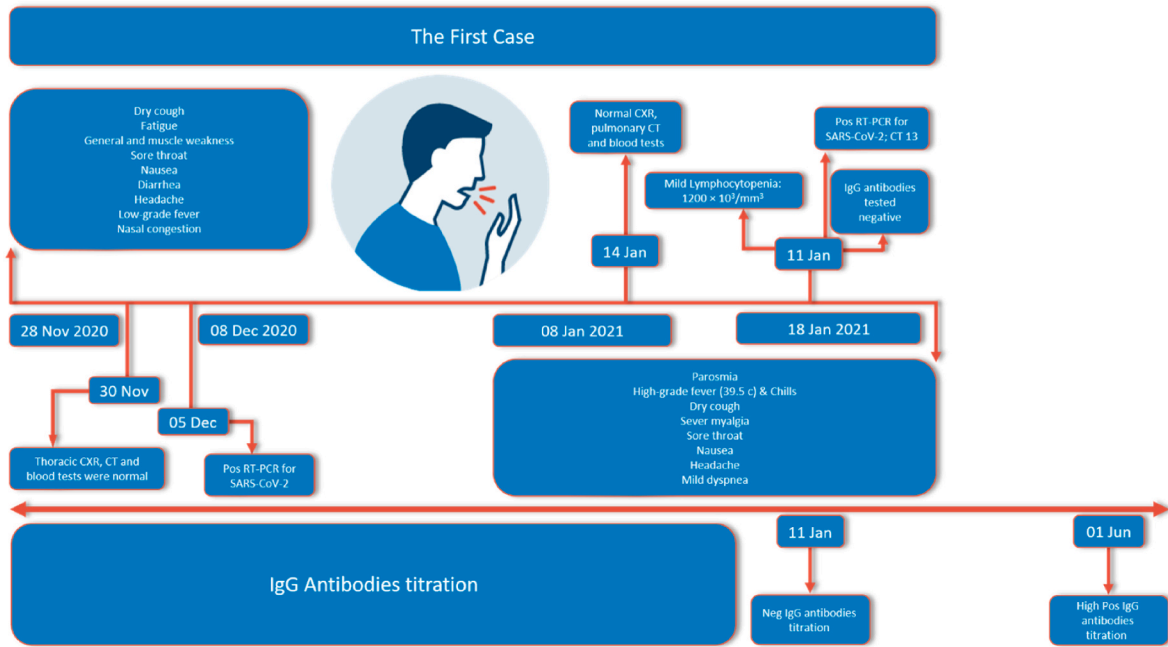 The First Case
Dry cough
Fatigue
General and muscle weakness
Sore throat
Nausea
Diarrhea
Headache
Low-grade fever
Nasal congestion
Normal CXR,
pulmonary CT
and blood tests
Pos RT-PCR for
SARS-CoV-2; CT 13
Mild Lymphocytopenia:
1200 × 10³/mm³
IgG antibodies
tested
negative
14 Jan
11 Jan
28 Nov 2020
08 Dec 2020
08 Jan 2021
18 Jan 2021
30 Nov
05 Dec
Thoracic CXR, CT and
blood tests were normal
Pos RT-PCR for
SARS-CoV-2
Parosmia
High-grade fever (39.5 c) & Chills
Dry cough
Sever myalgia
Sore throat
Nausea
Headache
Mild dyspnea
IgG Antibodies titration
11 Jan
01 Jun
Neg IgG antibodies
titration
High Pos IgG
antibodies
titration